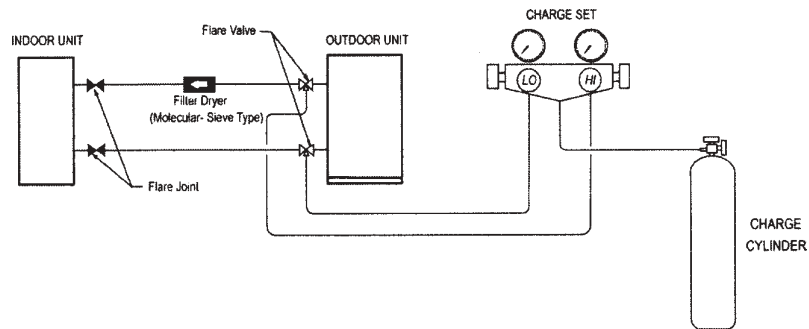 CHARGE SET
Flare Valve
INDOOR UNIT
OUTDOOR UNIT
LO
HI
Filter Dryer
(Molecular- Sieve Type)
Flare Joint
CHARGE
CYLINDER